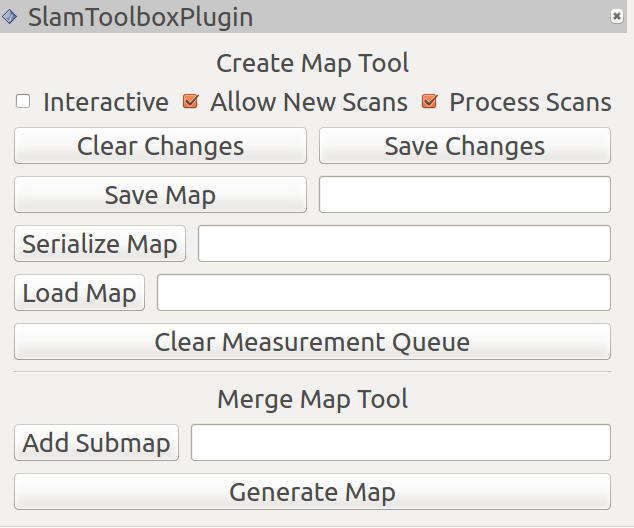 SlamToolboxPlugin
Create Map Tool
Interactive Allow New Scans Process Scans
Clear Changes Save Changes
Save Map
Serialize Map
Load Map
Clear Measurement Queue
Merge Map Tool
Add Submap
Generate Map